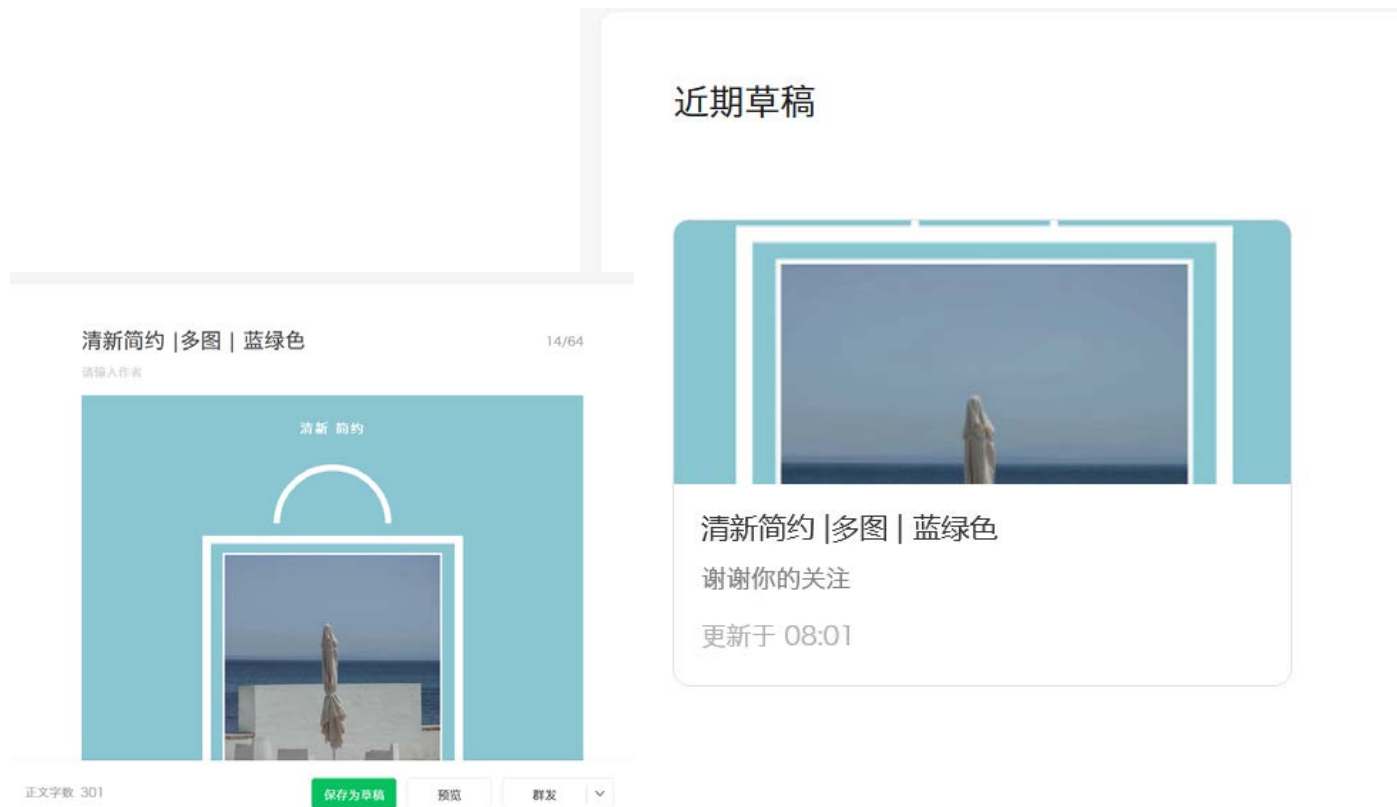 近期草稿
清新简约 |多图 | 蓝绿色
谢谢你的关注
更新于 08:01
清新简约 |多图 | 蓝绿色
14/64
请输入作者
清新 简约
正文字数 301
保存为草稿
预览
群发